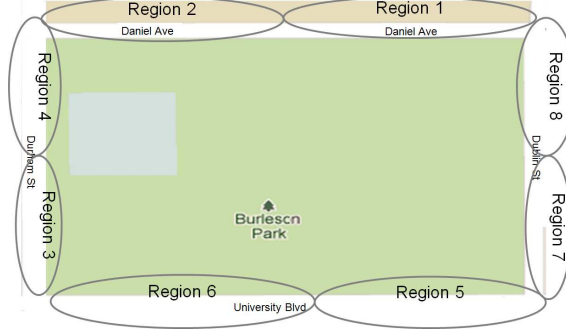 Region 2
Region 1
Daniel Ave
Daniel Ave
Region 4
Region 8
Durham St
Dublin St
Region 3
Burleson
Park
Region 7
Region 6
Region 5
University Blvd